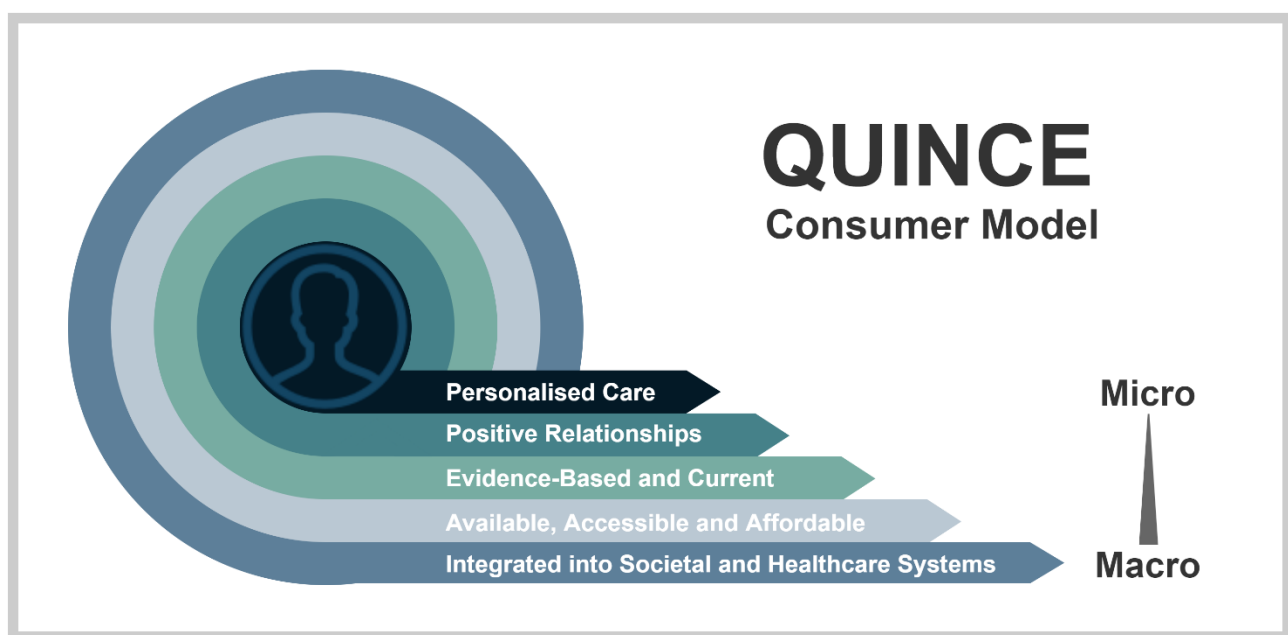 QUINCE
Consumer Model
Personalised Care
Positive Relationships
Evidence-Based and Current
Available, Accessible and Affordable
Integrated into Societal and Healthcare Systems
Micro
Macro